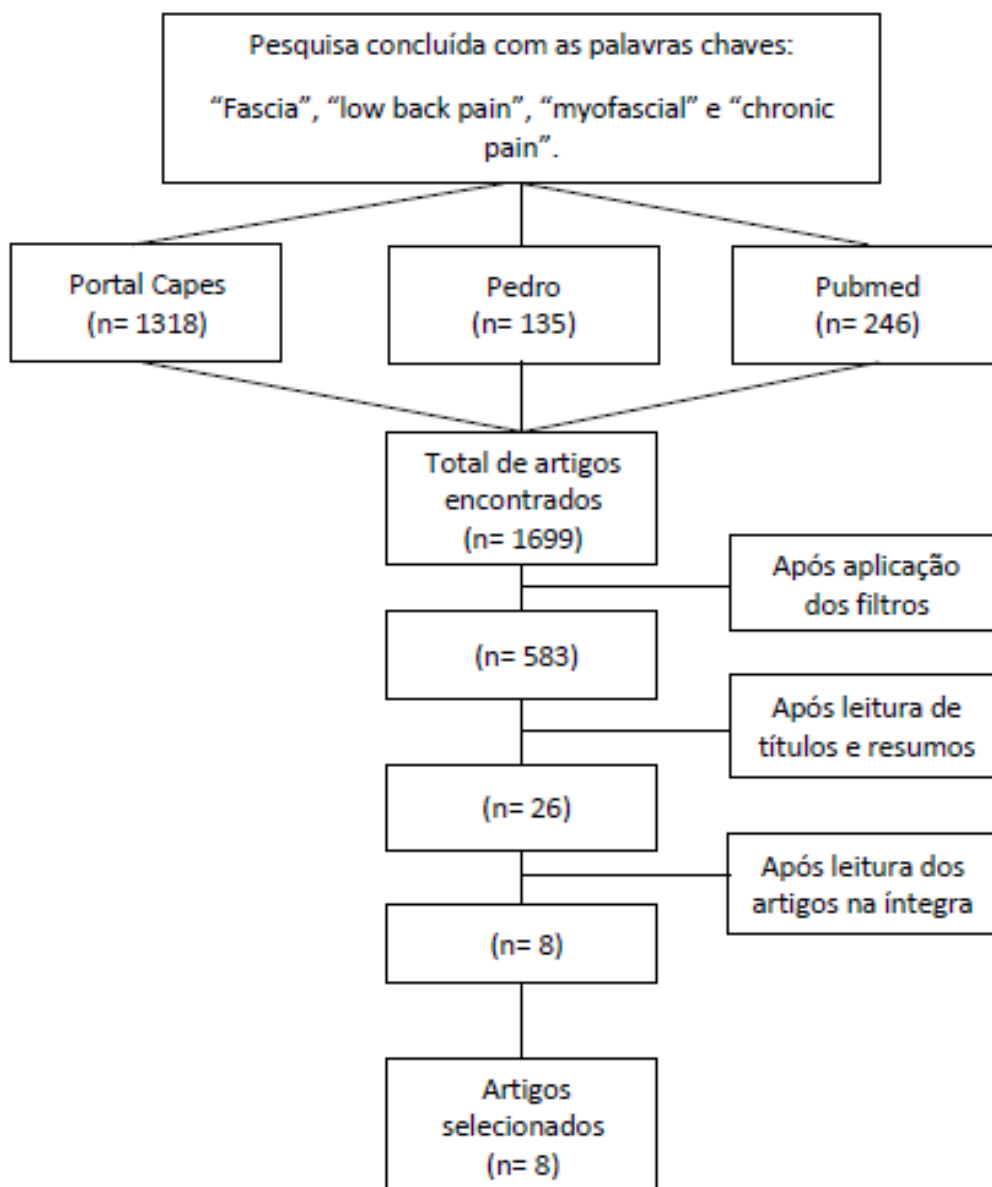 Pesquisa concluída com as palavras chaves:
“Fascia”, “low back pain”, “myofascial” e “chronic
pain”.
Portal Capes
(n= 1318)
Pedro
(n= 135)
Pubmed
(n= 246)
Total de artigos
encontrados
(n= 1699)
Após aplicação
dos filtros
(n= 583)
Após leitura de
títulos e resumos
(n= 26)
Após leitura dos
artigos na íntegra
(n= 8)
Artigos
selecionados
(n= 8)